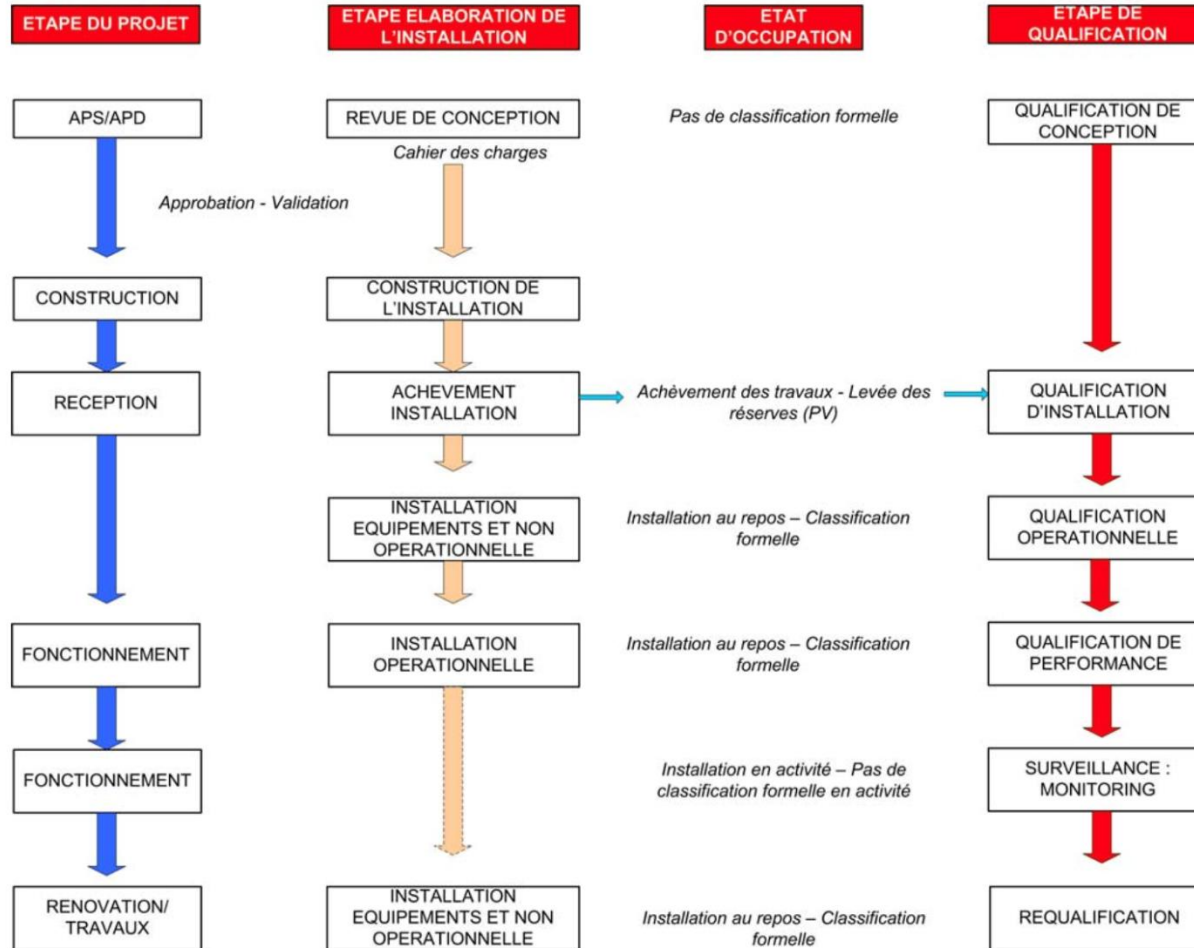 ETAPE DU PROJET
ETAPE ELABORATION DE
L'INSTALLATION
ETAT
D'OCCUPATION
ETAPE DE
QUALIFICATION
APS/APD
REVUE DE CONCEPTION
Cahier des charges
Pas de classification formelle
QUALIFICATION DE
CONCEPTION
Approbation - Validation
CONSTRUCTION
CONSTRUCTION DE
L'INSTALLATION
RECEPTION
ACHEVEMENT
INSTALLATION
Achèvement des travaux - Levée des
réserves (PV)
QUALIFICATION
D'INSTALLATION
INSTALLATION
EQUIPEMENTS ET NON
OPERATIONNELLE
Installation au repos – Classification
formelle
QUALIFICATION
OPERATIONNELLE
FONCTIONNEMENT
INSTALLATION
OPERATIONNELLE
Installation au repos – Classification
formelle
QUALIFICATION DE
PERFORMANCE
FONCTIONNEMENT
Installation en activité – Pas de
classification formelle en activité
SURVEILLANCE :
MONITORING
RENOVATION/
TRAVAUX
INSTALLATION
EQUIPEMENTS ET NON
OPERATIONNELLE
Installation au repos – Classification
formelle
REQUALIFICATION